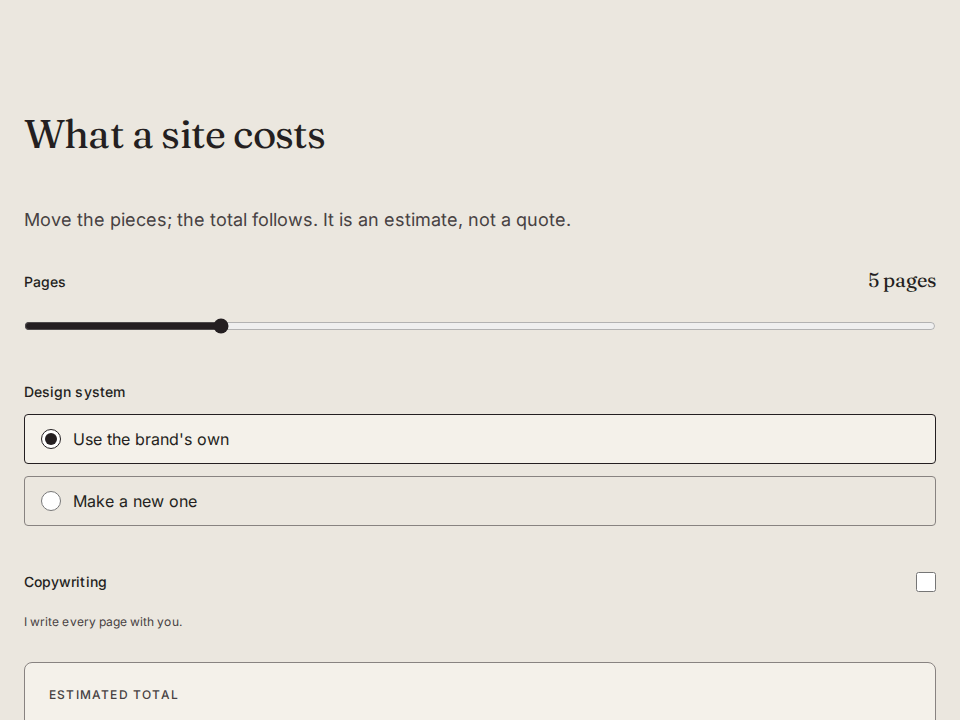 What a site costs
Move the pieces; the total follows. It is an estimate, not a quote.
Pages
5 pages
Design system
Use the brand's own
Make a new one
Copywriting
I write every page with you.
ESTIMATED TOTAL